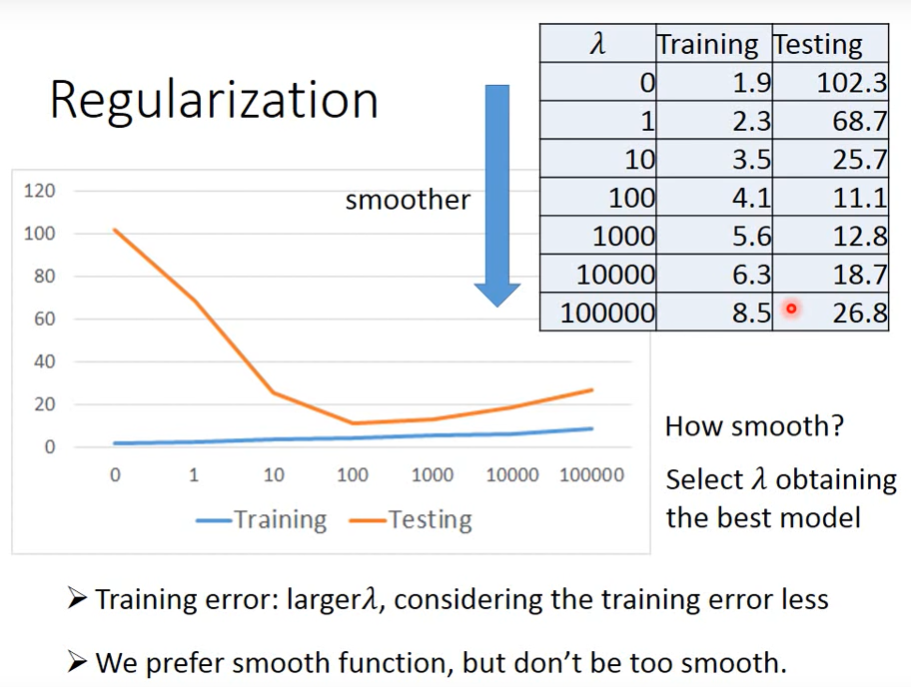 Regularization
λ Training Testing
0 1.9 102.3
1 2.3 68.7
10 3.5 25.7
100 4.1 11.1
1000 5.6 12.8
10000 6.3 18.7
100000 8.5 26.8
smoother
120
100
80
60
40
20
0
0 1 10 100 1000 10000 100000
Training Testing
How smooth?
Select λ obtaining
the best model
➢ Training error: largerλ, considering the training error less
➢ We prefer smooth function, but don’t be too smooth.